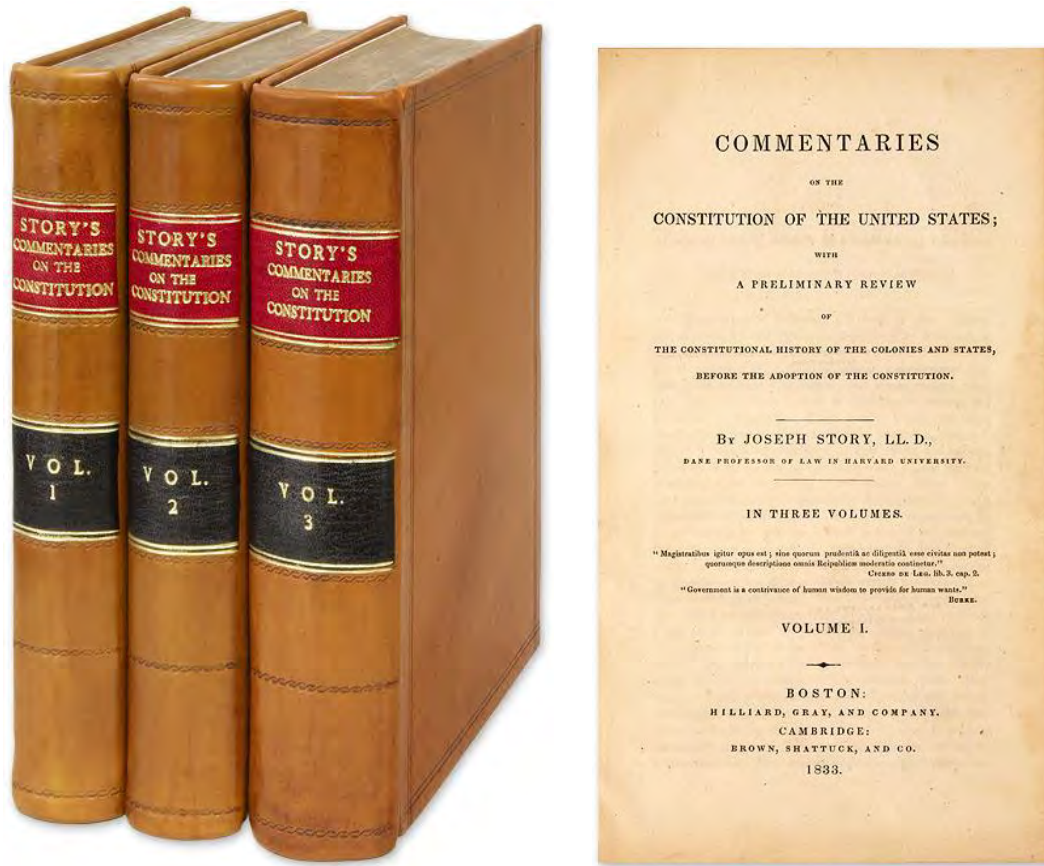 STORY'S
COMMENTARIES
ON THE
CONSTITUTION
VOL.
1
STORY'S
COMMENTARIES
ON THE
CONSTITUTION
VOL.
2
STORY'S
COMMENTARIES
ON THE
CONSTITUTION
VOL.
3
COMMENTARIES
ON THE
CONSTITUTION OF THE UNITED STATES;
WITH
A PRELIMINARY REVIEW
OF
THE CONSTITUTIONAL HISTORY OF THE COLONIES AND STATES,
BEFORE THE ADOPTION OF THE CONSTITUTION.
By JOSEPH STORY, LL. D.,
DANE PROFESSOR OF LAW IN HARVARD UNIVERSITY.
IN THREE VOLUMES.
"Magistratibus igitur opus est; sine quorum prudentiâ ac diligentiâ esse civitas non potest;
quorumque descriptione omnis Reipublicæ moderatio continetur."
CICERO DE LEG. lib. 3. cap. 2.
"Government is a contrivance of human wisdom to provide for human wants."
BURKE.
VOLUME I.
BOSTON:
HILLIARD, GRAY, AND COMPANY.
CAMBRIDGE:
BROWN, SHATTUCK, AND CO.
1833.